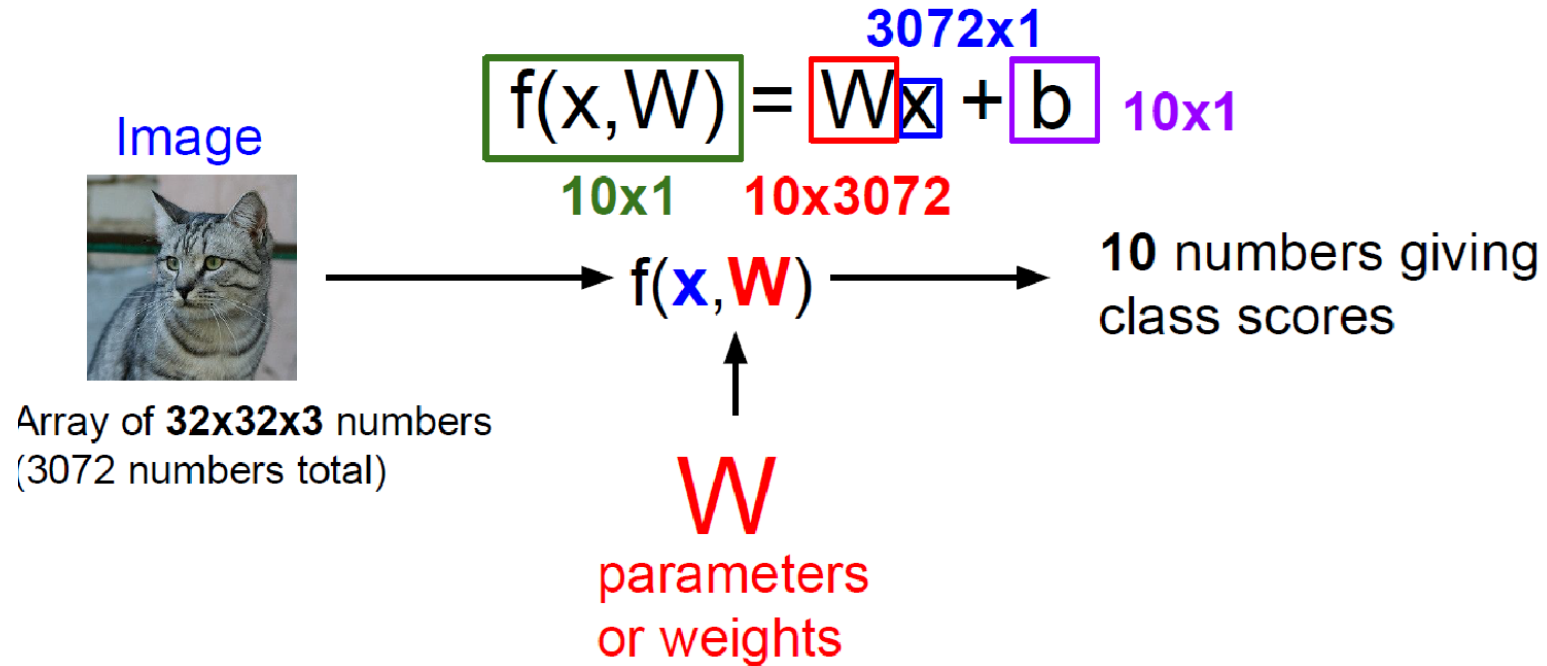 3072x1
f(x,W) = Wx + b 10x1
Image
10x1 10x3072
f(x,W)
10 numbers giving
class scores
Array of 32x32x3 numbers
(3072 numbers total)
W
parameters
or weights